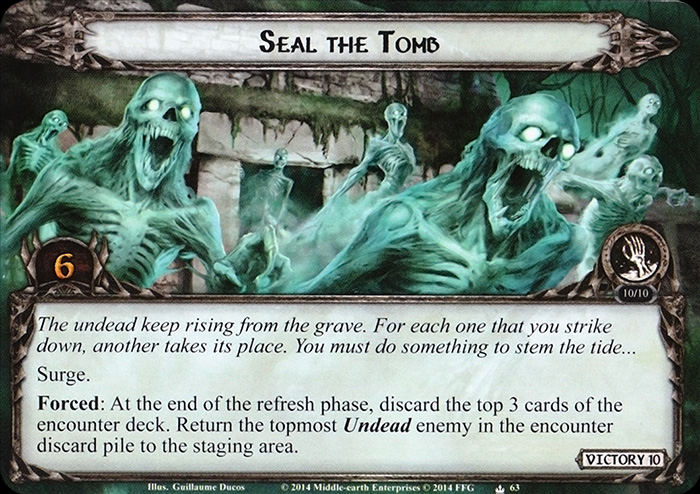 SEAL THE TOMB
6
10/10
The undead keep rising from the grave. For each one that you strike
down, another takes its place. You must do something to stem the tide...
Surge.
Forced: At the end of the refresh phase, discard the top 3 cards of the
encounter deck. Return the topmost Undead enemy in the encounter
discard pile to the staging area.
VICTORY 10
Illus. Guillaume Ducos © 2014 Middle-earth Enterprises © 2014 FFG 63